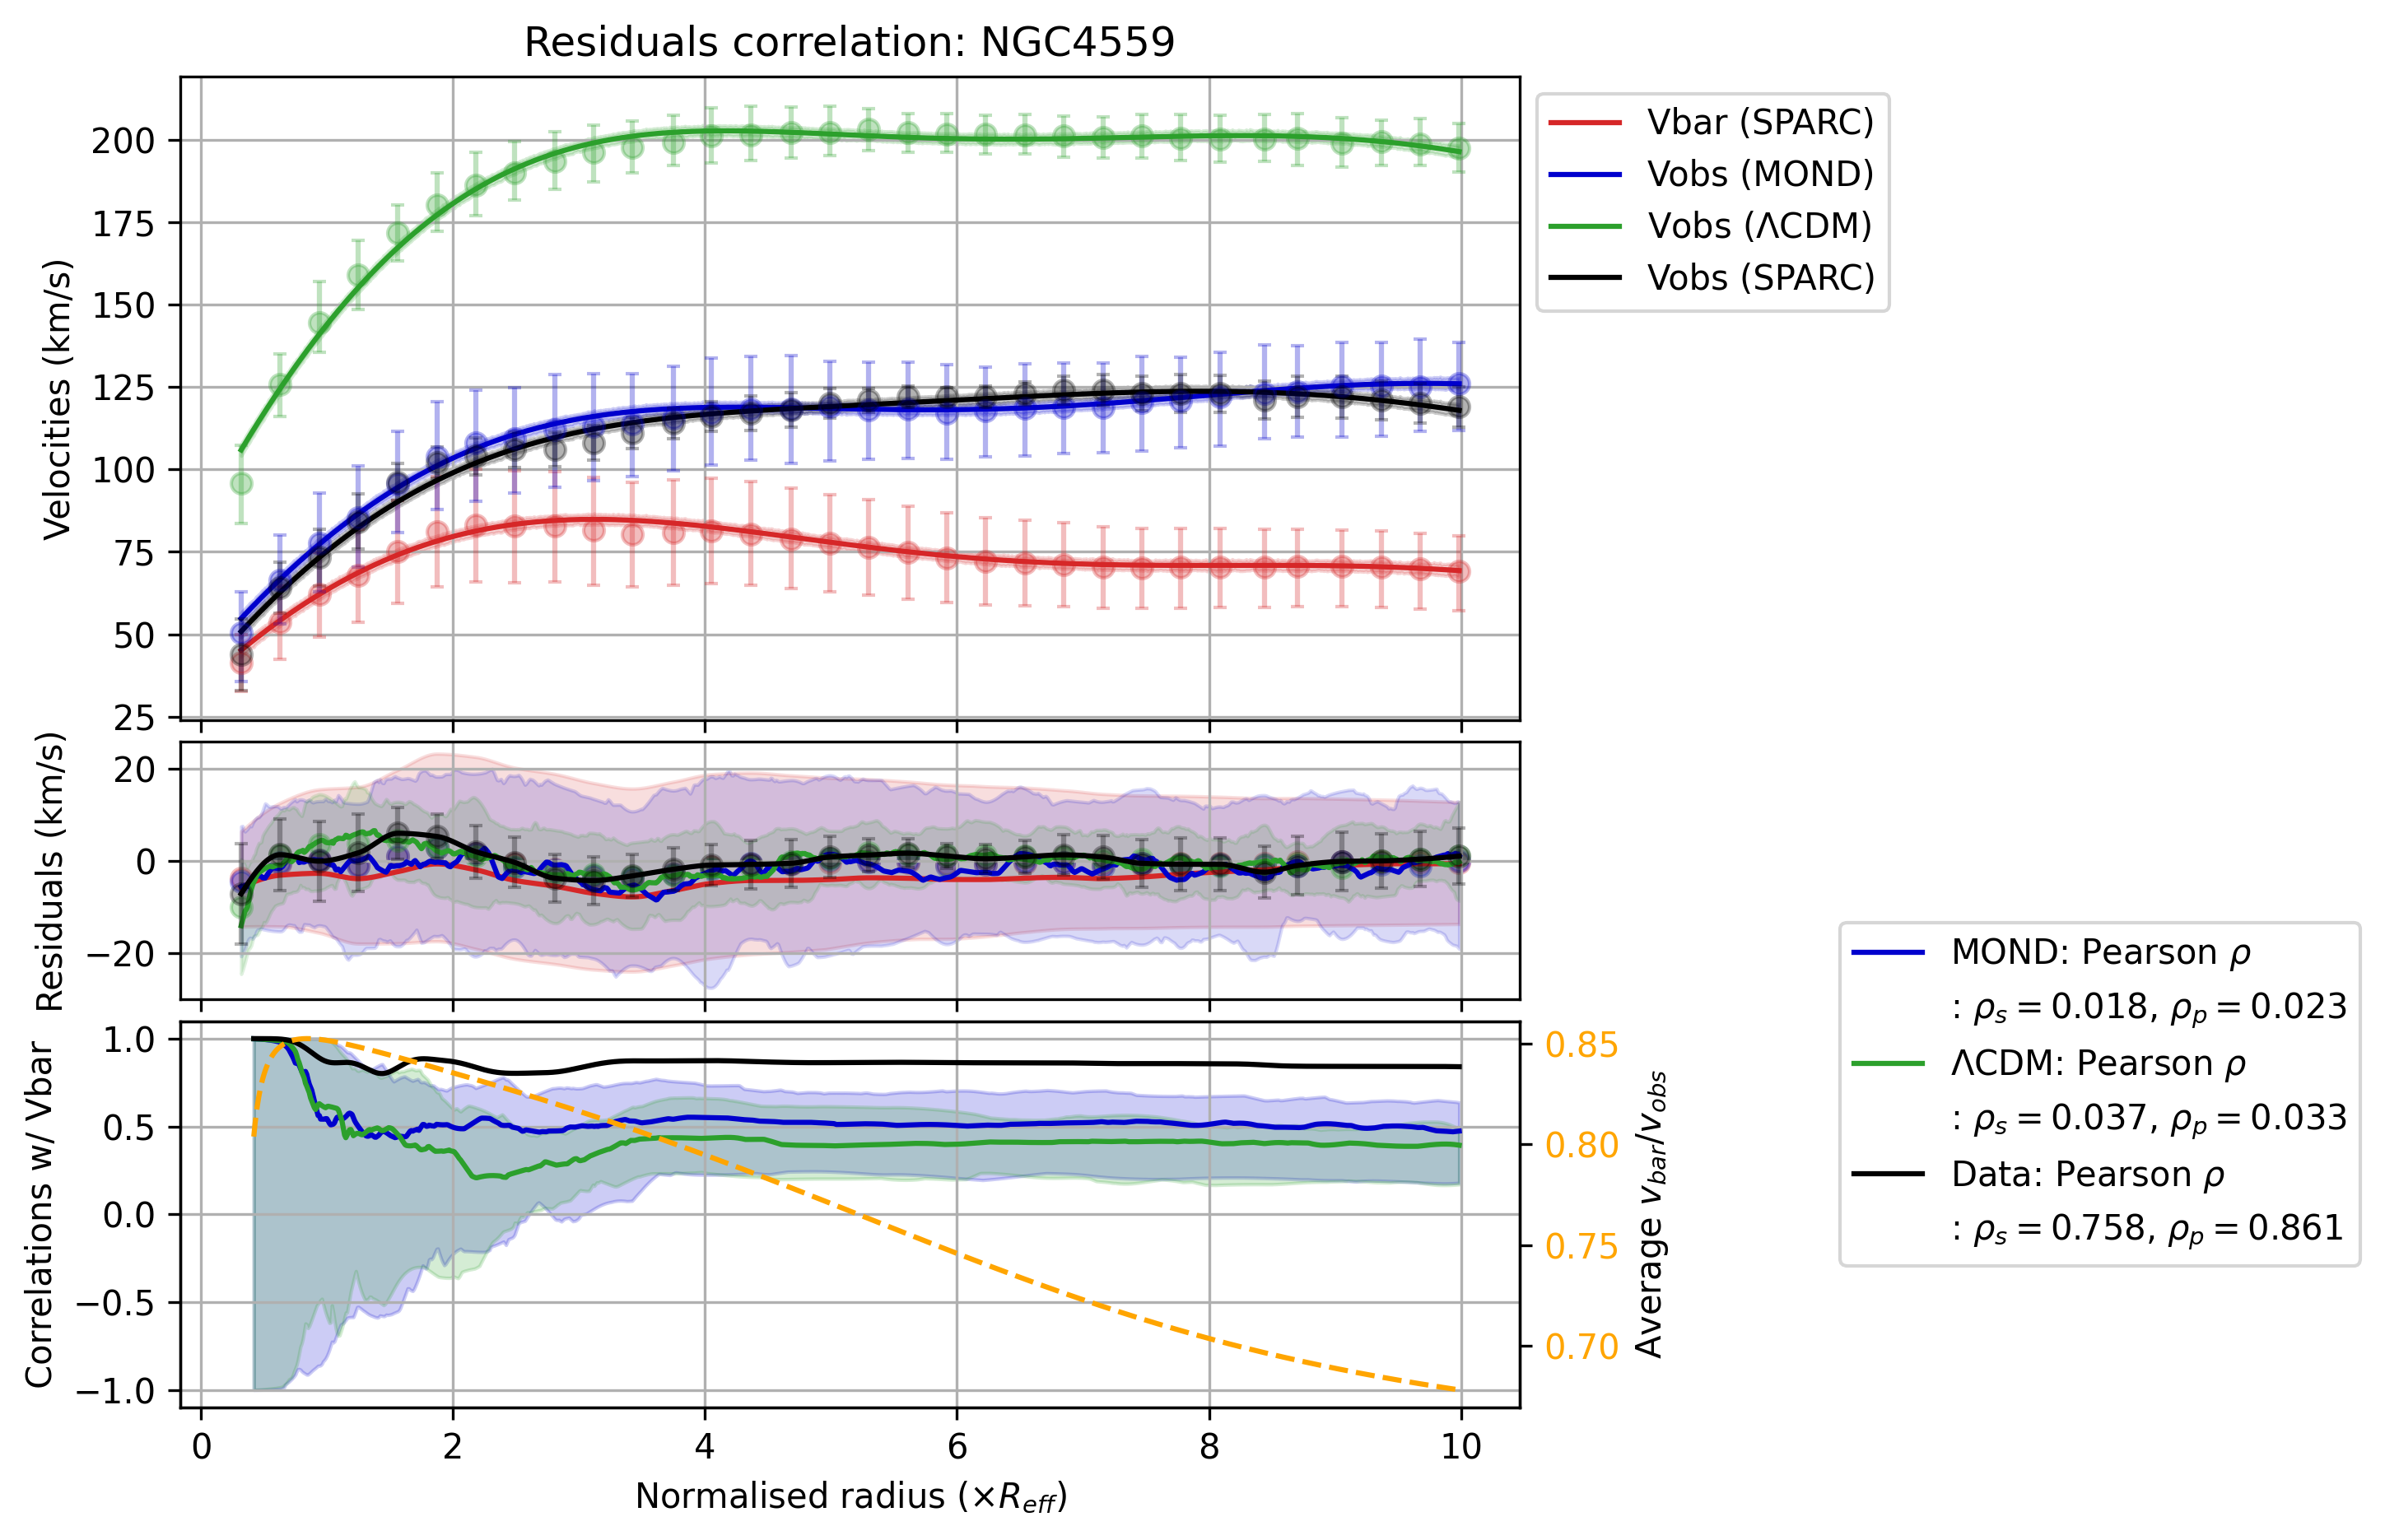 Residuals correlation: NGC4559
Velocities (km/s)
200
175
150
125
100
75
50
25
Vbar (SPARC)
Vobs (MOND)
Vobs (ΛCDM)
Vobs (SPARC)
Residuals (km/s)
20
0
−20
Correlations w/ Vbar
1.0
0.5
0.0
−0.5
−1.0
0.85
0.80
0.75
0.70
Average v_bar/v_obs
MOND: Pearson ρ
: ρ_s = 0.018, ρ_p = 0.023
ΛCDM: Pearson ρ
: ρ_s = 0.037, ρ_p = 0.033
Data: Pearson ρ
: ρ_s = 0.758, ρ_p = 0.861
0 2 4 6 8 10
Normalised radius (×R_eff)